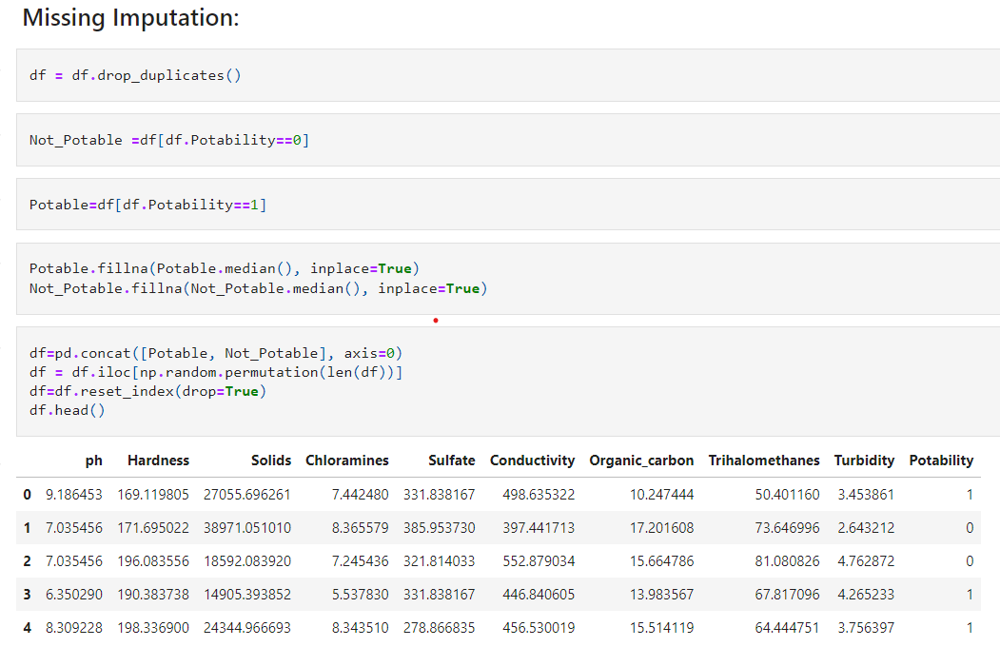 Missing Imputation:
df = df.drop_duplicates()
Not_Potable =df[df.Potability==0]
Potable=df[df.Potability==1]
Potable.fillna(Potable.median(), inplace=True)
Not_Potable.fillna(Not_Potable.median(), inplace=True)
df=pd.concat([Potable, Not_Potable], axis=0)
df = df.iloc[np.random.permutation(len(df))]
df=df.reset_index(drop=True)
df.head()
ph Hardness Solids Chloramines Sulfate Conductivity Organic_carbon Trihalomethanes Turbidity Potability
0 9.186453 169.119805 27055.696261 7.442480 331.838167 498.635322 10.247444 50.401160 3.453861 1
1 7.035456 171.695022 38971.051010 8.365579 385.953730 397.441713 17.201608 73.646996 2.643212 0
2 7.035456 196.083556 18592.083920 7.245436 321.814033 552.879034 15.664786 81.080826 4.762872 0
3 6.350290 190.383738 14905.393852 5.537830 331.838167 446.840605 13.983567 67.817096 4.265233 1
4 8.309228 198.336900 24344.966693 8.343510 278.866835 456.530019 15.514119 64.444751 3.756397 1